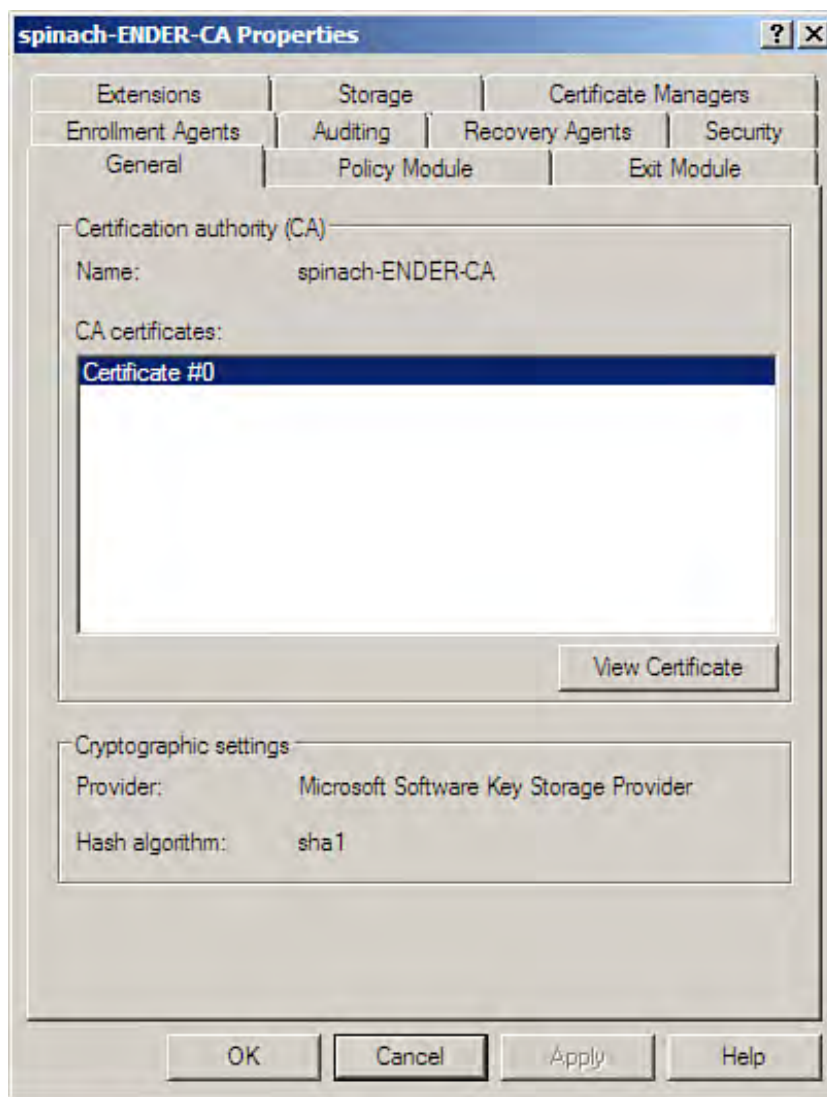 spinach-ENDER-CA Properties
Extensions Storage Certificate Managers
Enrollment Agents Auditing Recovery Agents Security
General Policy Module Exit Module
Certification authority (CA)
Name: spinach-ENDER-CA
CA certificates:
Certificate #0
View Certificate
Cryptographic settings
Provider: Microsoft Software Key Storage Provider
Hash algorithm: sha1
OK Cancel Apply Help